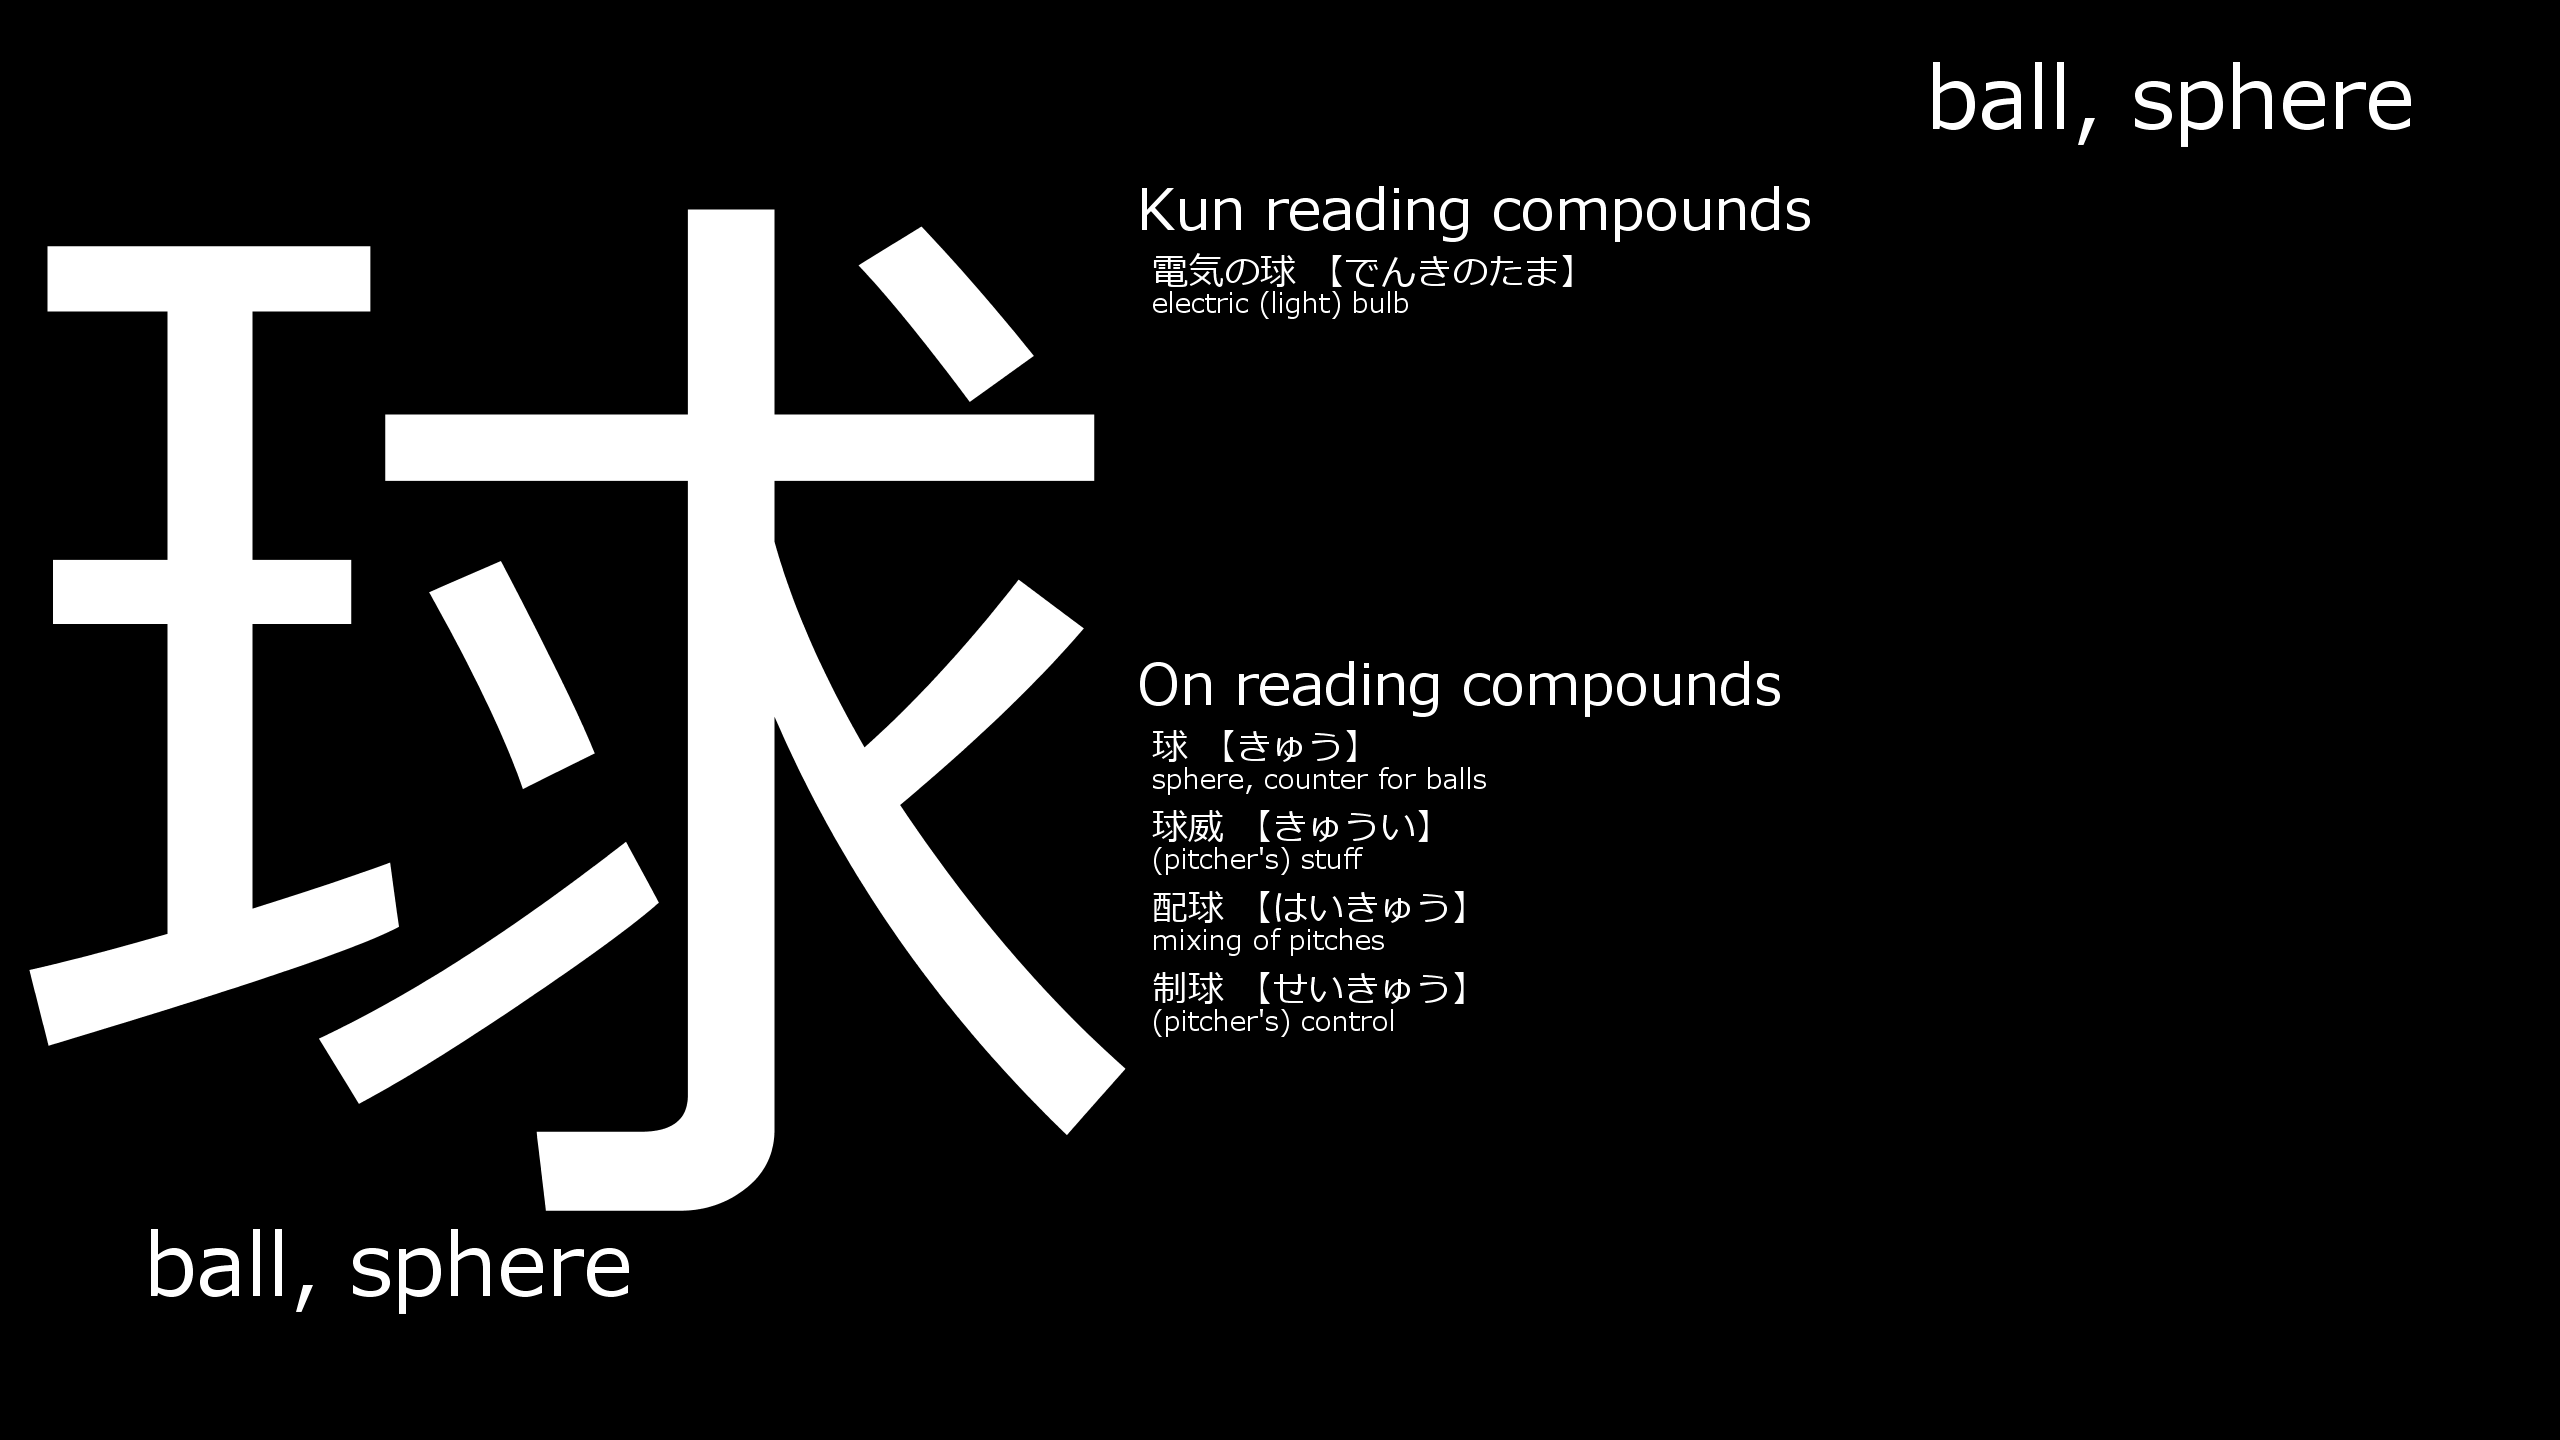 ball, sphere
球
Kun reading compounds
電気の球 【でんきのたま】
electric (light) bulb
On reading compounds
球 【きゅう】
sphere, counter for balls
球威 【きゅうい】
(pitcher's) stuff
配球 【はいきゅう】
mixing of pitches
制球 【せいきゅう】
(pitcher's) control
ball, sphere